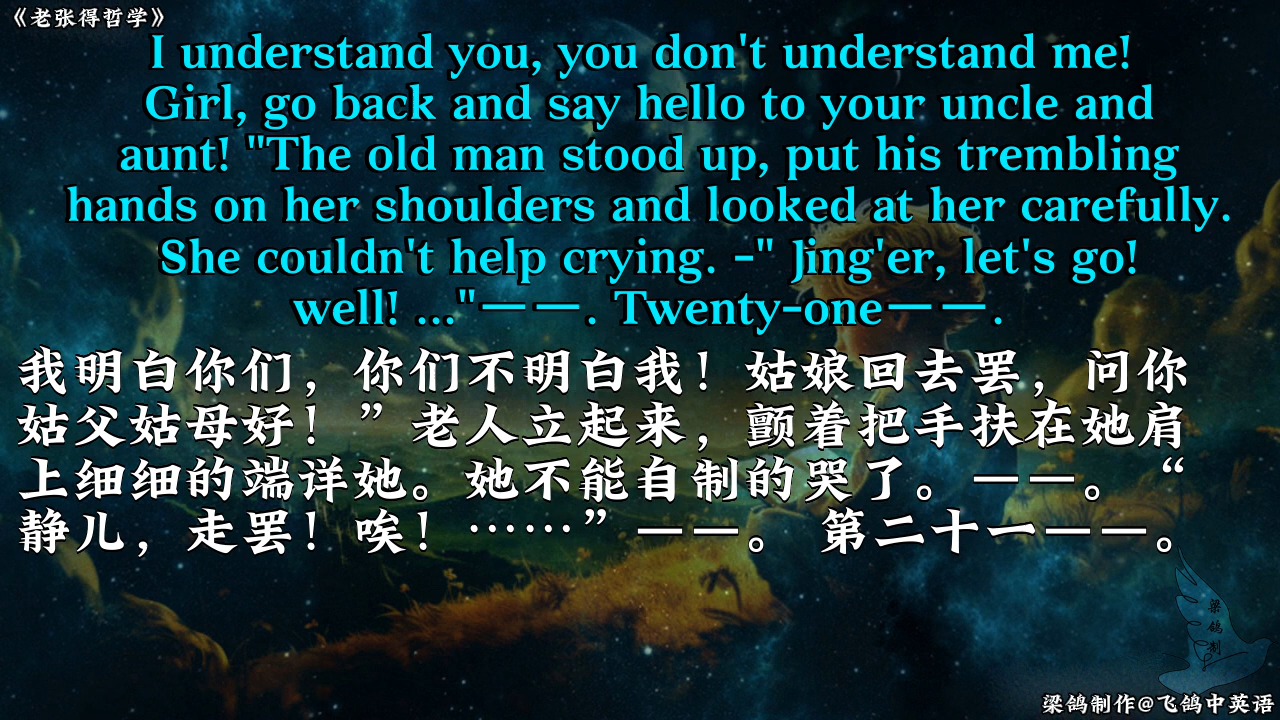 《老张得哲学》
I understand you, you don't understand me!
Girl, go back and say hello to your uncle and
aunt! "The old man stood up, put his trembling
hands on her shoulders and looked at her carefully.
She couldn't help crying. -" Jing'er, let's go!
well! ..."——. Twenty-one——.
我明白你们，你们不明白我！姑娘回去罢，问你
姑父姑母好！”老人立起来，颤着把手扶在她肩
上细细的端详她。她不能自制的哭了。——。“
静儿，走罢！唉！……”——。 第二十一——。
梁鸽制
梁鸽制作@飞鸽中英语